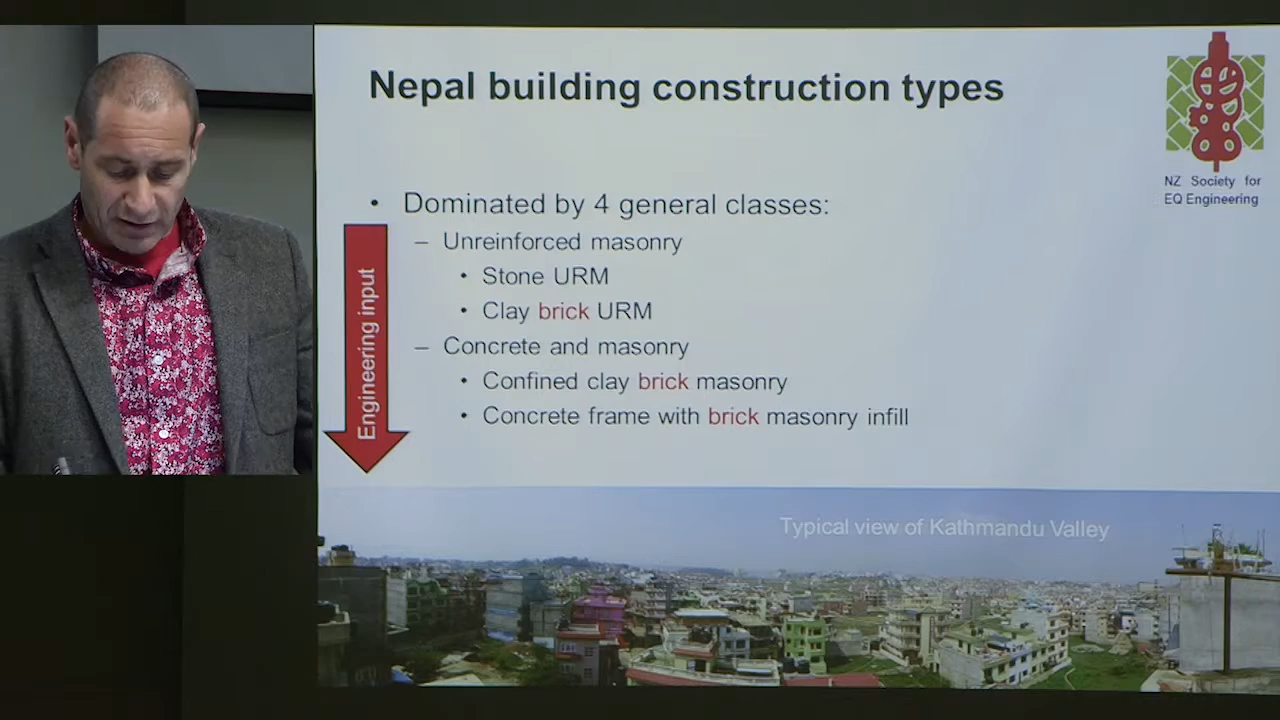 Nepal building construction types
NZ Society for
EQ Engineering
• Dominated by 4 general classes:
– Unreinforced masonry
• Stone URM
• Clay brick URM
– Concrete and masonry
• Confined clay brick masonry
• Concrete frame with brick masonry infill
Engineering input
Typical view of Kathmandu Valley